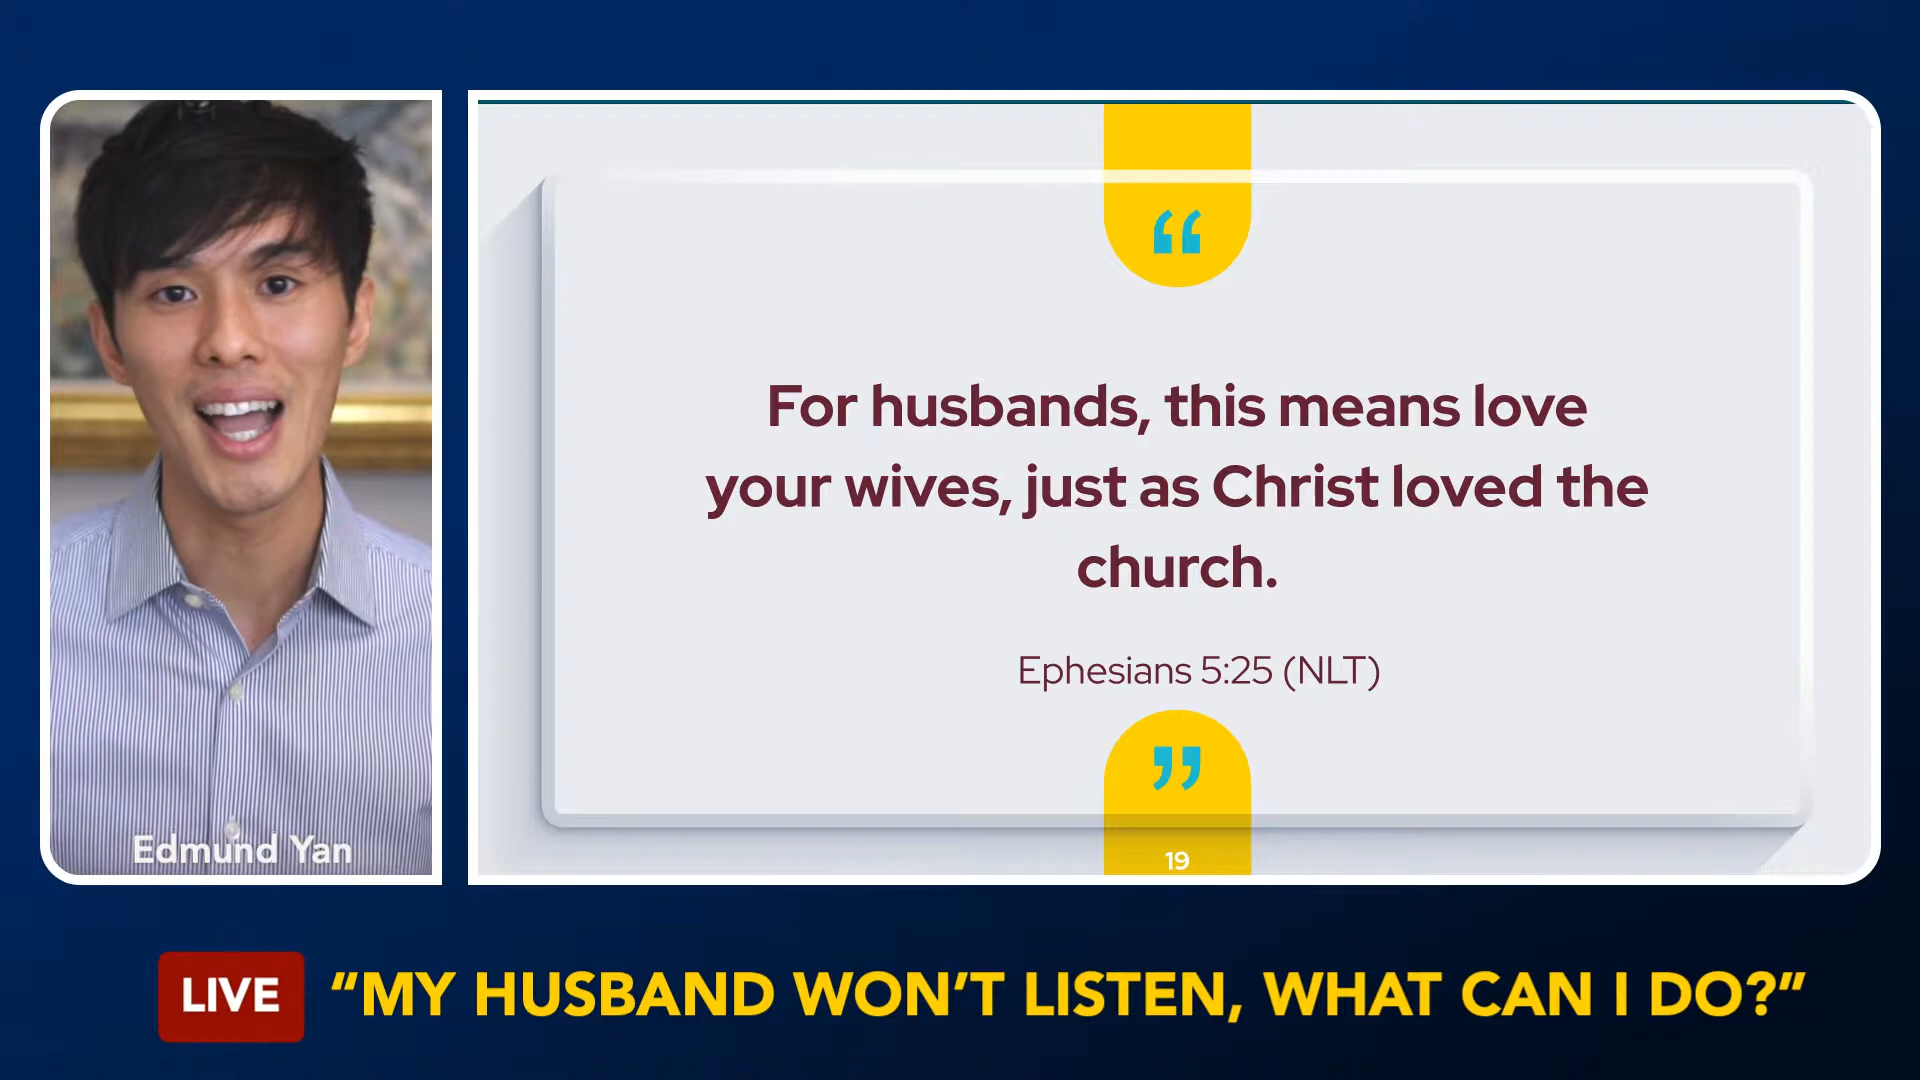 “
For husbands, this means love
your wives, just as Christ loved the
church.
Ephesians 5:25 (NLT)
”
19
Edmund Yan
LIVE “MY HUSBAND WON’T LISTEN, WHAT CAN I DO?”